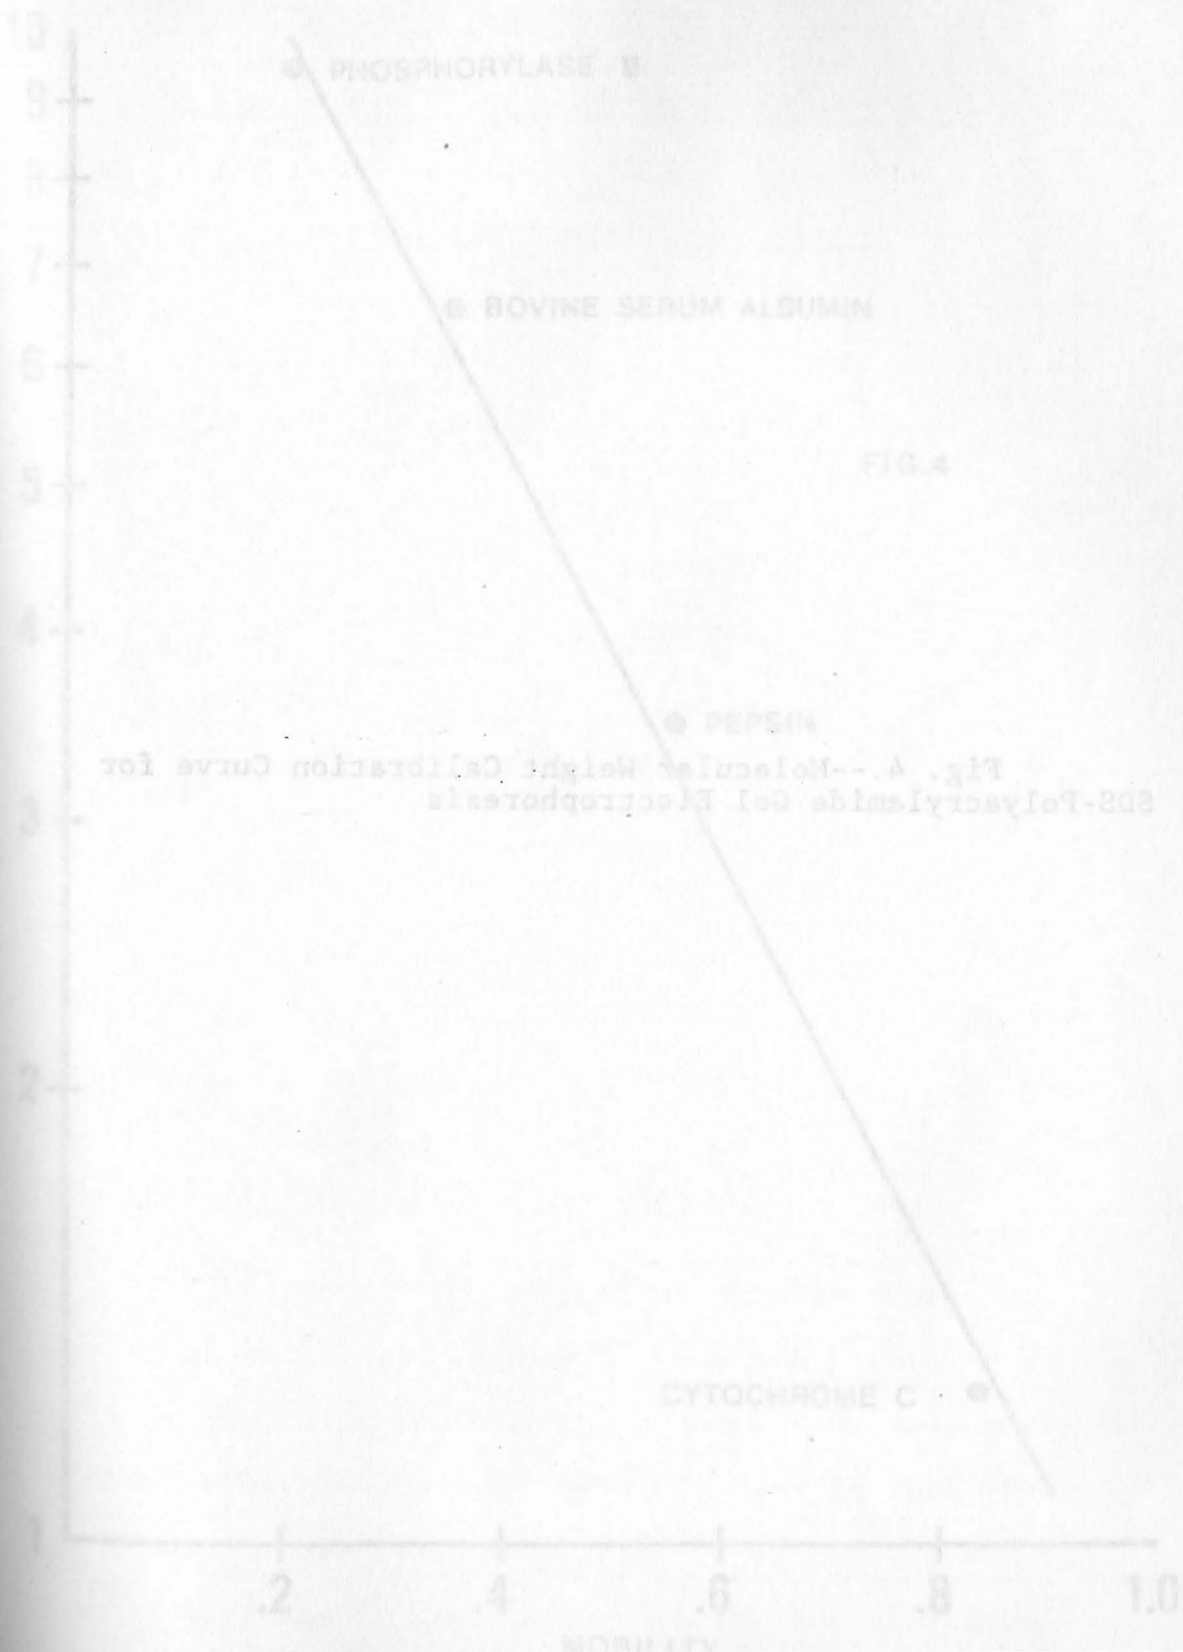 10
PHOSPHORYLASE B
9
8
7
BOVINE SERUM ALBUMIN
6
FIG.4
5
4
PEPSIN
Fig. 4.--Molecular Weight Calibration Curve for
SDS-Polyacrylamide Gel Electrophoresis
3
2
CYTOCHROME C
1
.2 .4 .6 .8 1.0
MOBILITY